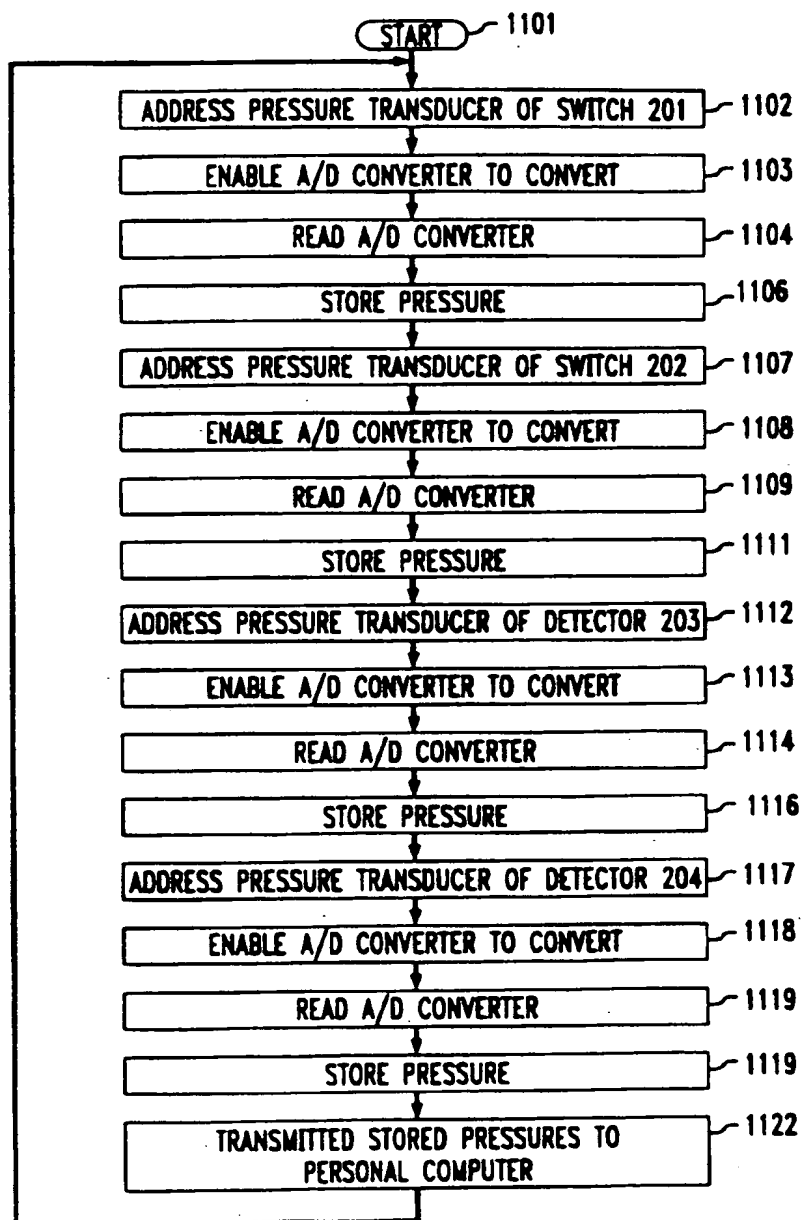 START 1101
ADDRESS PRESSURE TRANSDUCER OF SWITCH 201 1102
ENABLE A/D CONVERTER TO CONVERT 1103
READ A/D CONVERTER 1104
STORE PRESSURE 1106
ADDRESS PRESSURE TRANSDUCER OF SWITCH 202 1107
ENABLE A/D CONVERTER TO CONVERT 1108
READ A/D CONVERTER 1109
STORE PRESSURE 1111
ADDRESS PRESSURE TRANSDUCER OF DETECTOR 203 1112
ENABLE A/D CONVERTER TO CONVERT 1113
READ A/D CONVERTER 1114
STORE PRESSURE 1116
ADDRESS PRESSURE TRANSDUCER OF DETECTOR 204 1117
ENABLE A/D CONVERTER TO CONVERT 1118
READ A/D CONVERTER 1119
STORE PRESSURE 1119
TRANSMITTED STORED PRESSURES TO 1122
PERSONAL COMPUTER